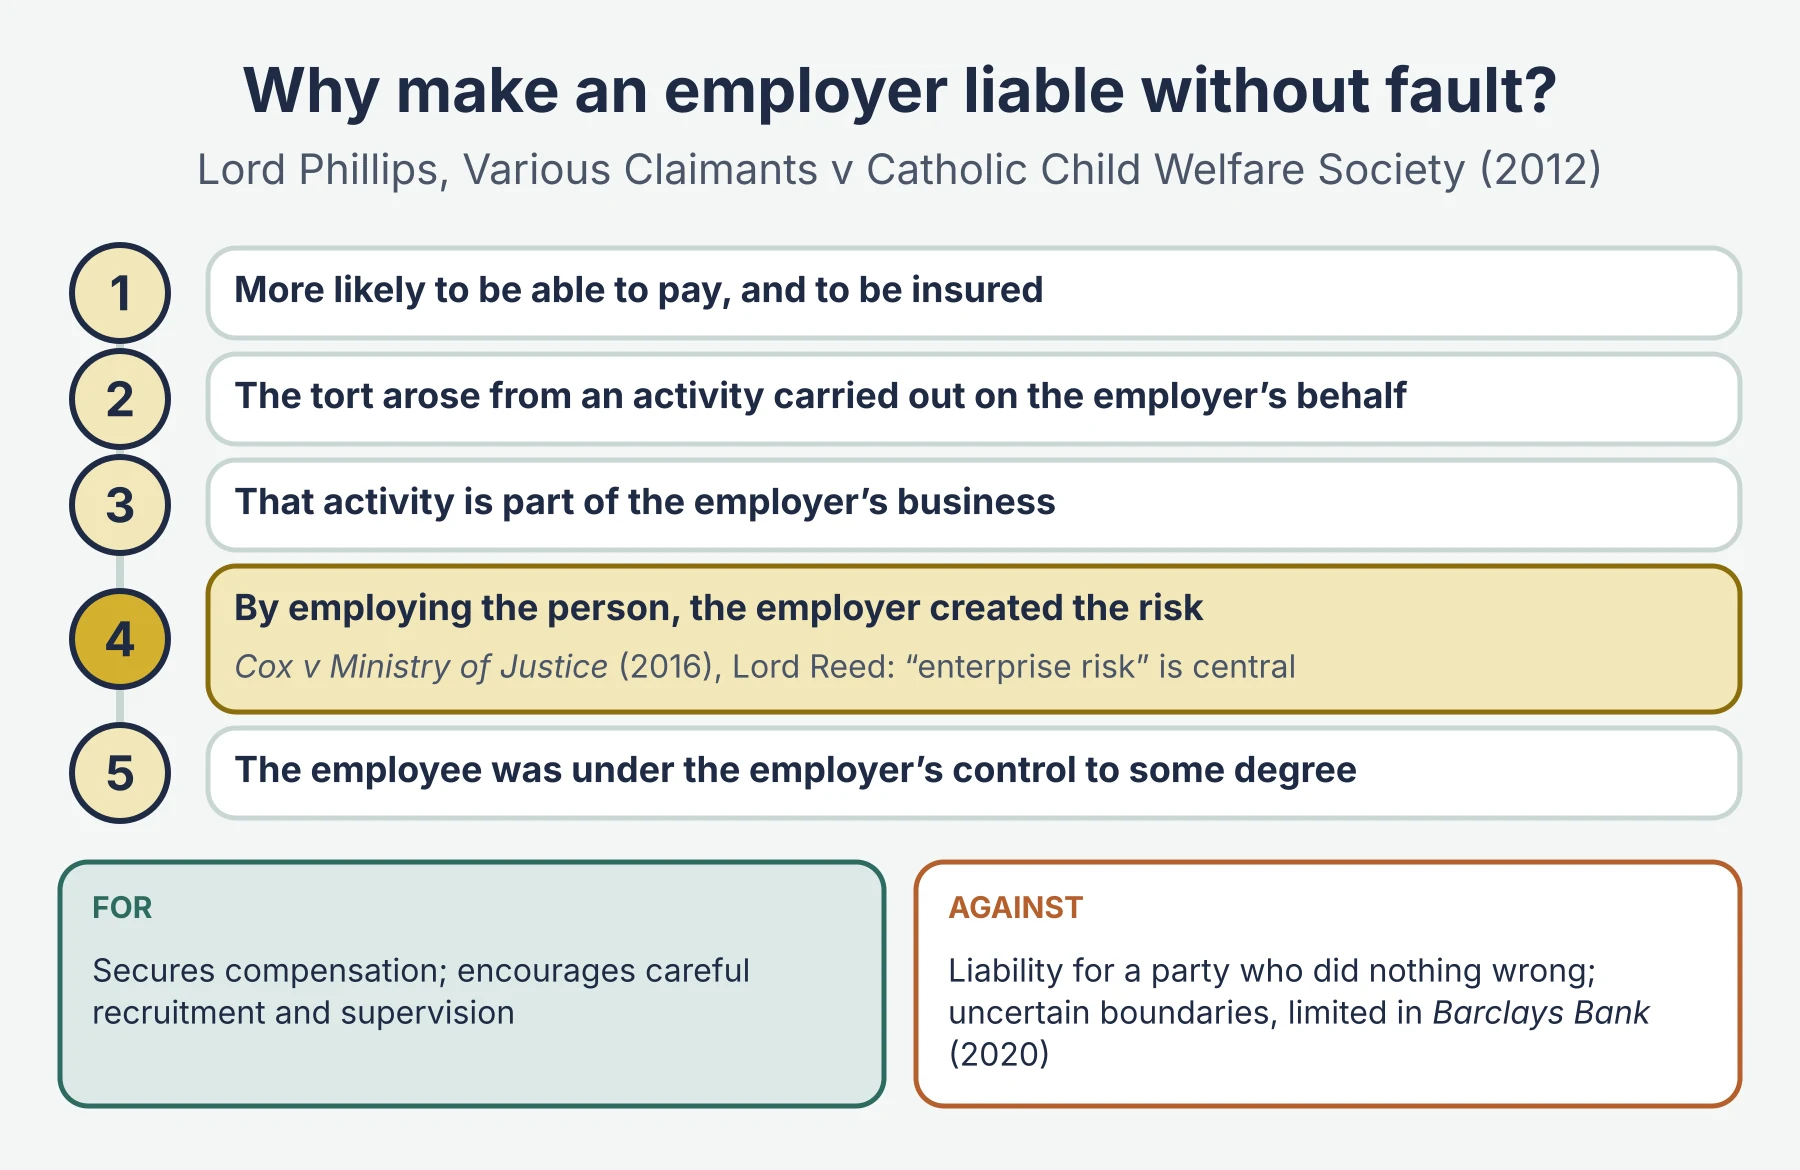 Why make an employer liable without fault?
Lord Phillips, Various Claimants v Catholic Child Welfare Society (2012)
1
More likely to be able to pay, and to be insured
2
The tort arose from an activity carried out on the employer’s behalf
3
That activity is part of the employer’s business
4
By employing the person, the employer created the risk
Cox v Ministry of Justice (2016), Lord Reed: “enterprise risk” is central
5
The employee was under the employer’s control to some degree
FOR
Secures compensation; encourages careful
recruitment and supervision
AGAINST
Liability for a party who did nothing wrong;
uncertain boundaries, limited in Barclays Bank
(2020)